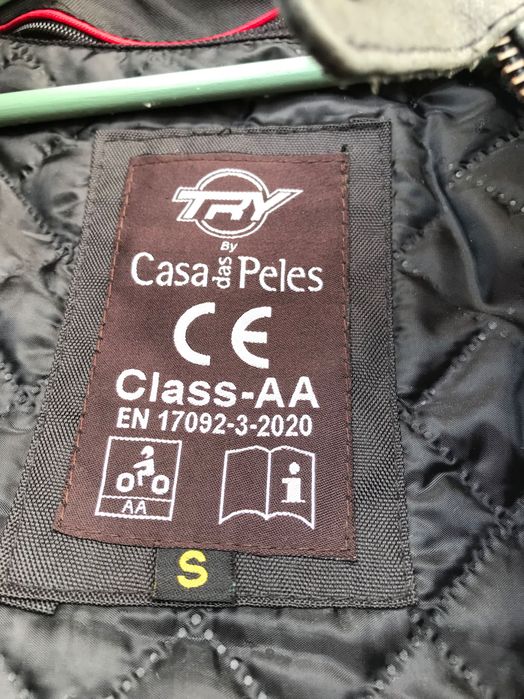 TRY
By
Casa das Peles
CE
Class-AA
EN 17092-3-2020
AA
i
S